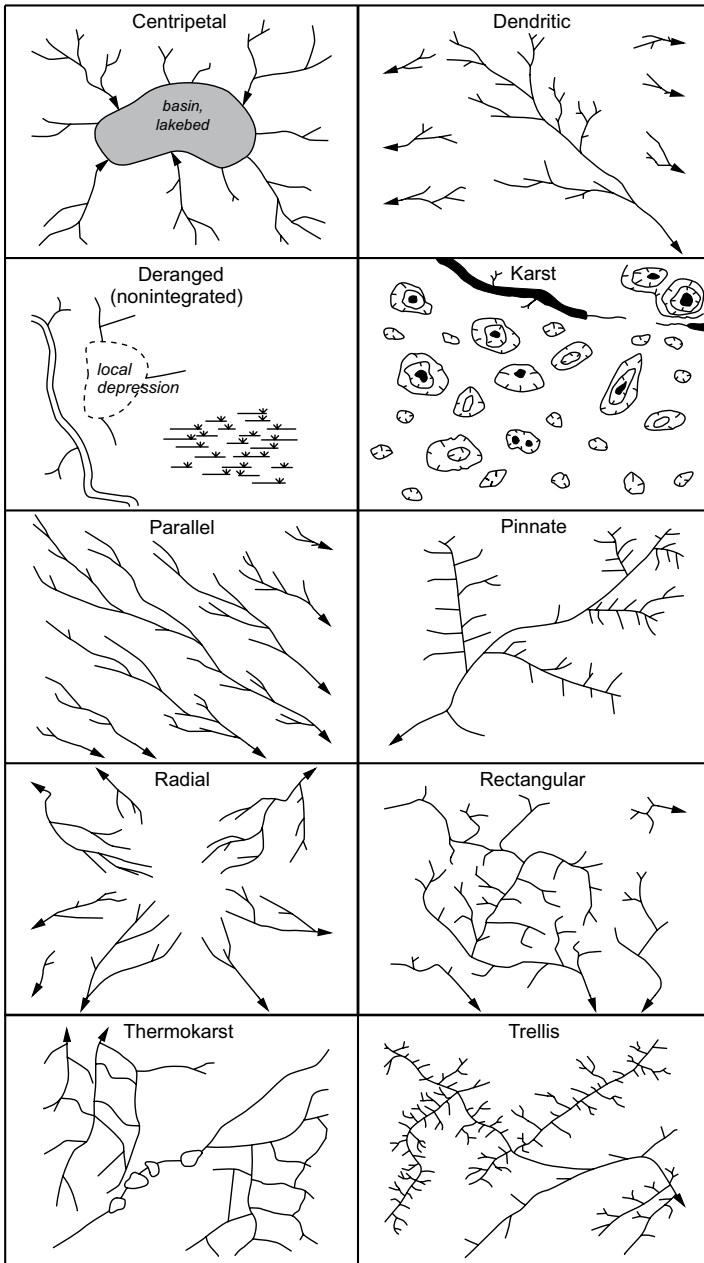 Centripetal
basin,
lakebed
Dendritic
Deranged
(nonintegrated)
local
depression
Karst
Parallel
Pinnate
Radial
Rectangular
Thermokarst
Trellis